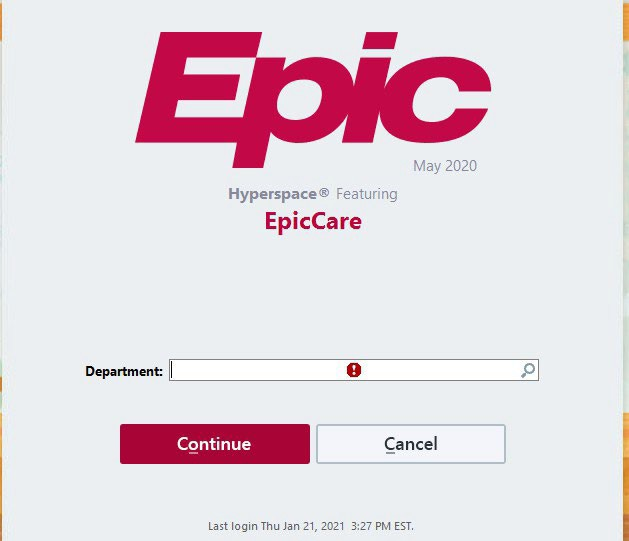 Epic
May 2020
Hyperspace® Featuring
EpicCare
Department:
Continue Cancel
Last login Thu Jan 21, 2021 3:27 PM EST.